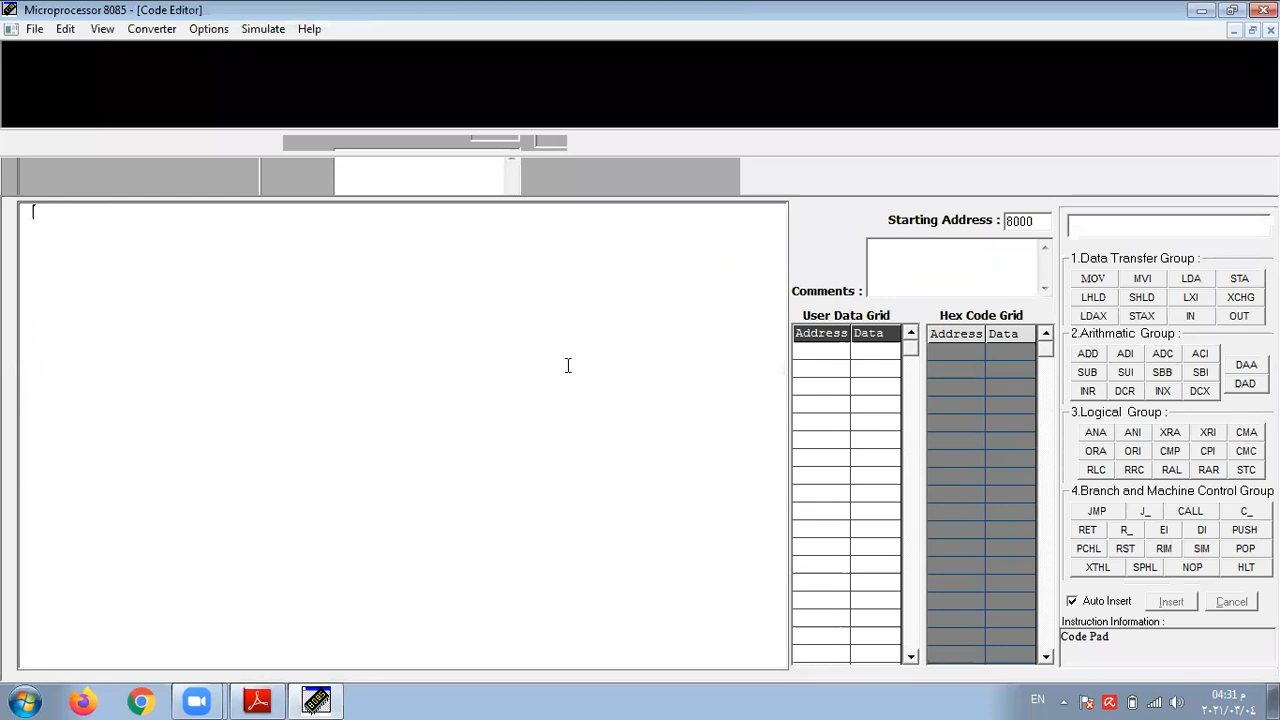 Microprocessor 8085 - [Code Editor]
File Edit View Converter Options Simulate Help
Starting Address : 8000
Comments :
User Data Grid
Address Data
Hex Code Grid
Address Data
1.Data Transfer Group :
MOV MVI LDA STA
LHLD SHLD LXI XCHG
LDAX STAX IN OUT
2.Arithmatic Group :
ADD ADI ADC ACI
SUB SUI SBB SBI
INR DCR INX DCX
DAA
DAD
3.Logical Group :
ANA ANI XRA XRI CMA
ORA ORI CMP CPI CMC
RLC RRC RAL RAR STC
4.Branch and Machine Control Group
JMP J_ CALL C_
RET R_ EI DI PUSH
PCHL RST RIM SIM POP
XTHL SPHL NOP HLT
Auto Insert Insert Cancel
Instruction Information :
Code Pad
8085
EN
04:31 م
٢٠٢١/٠٣/٠٤